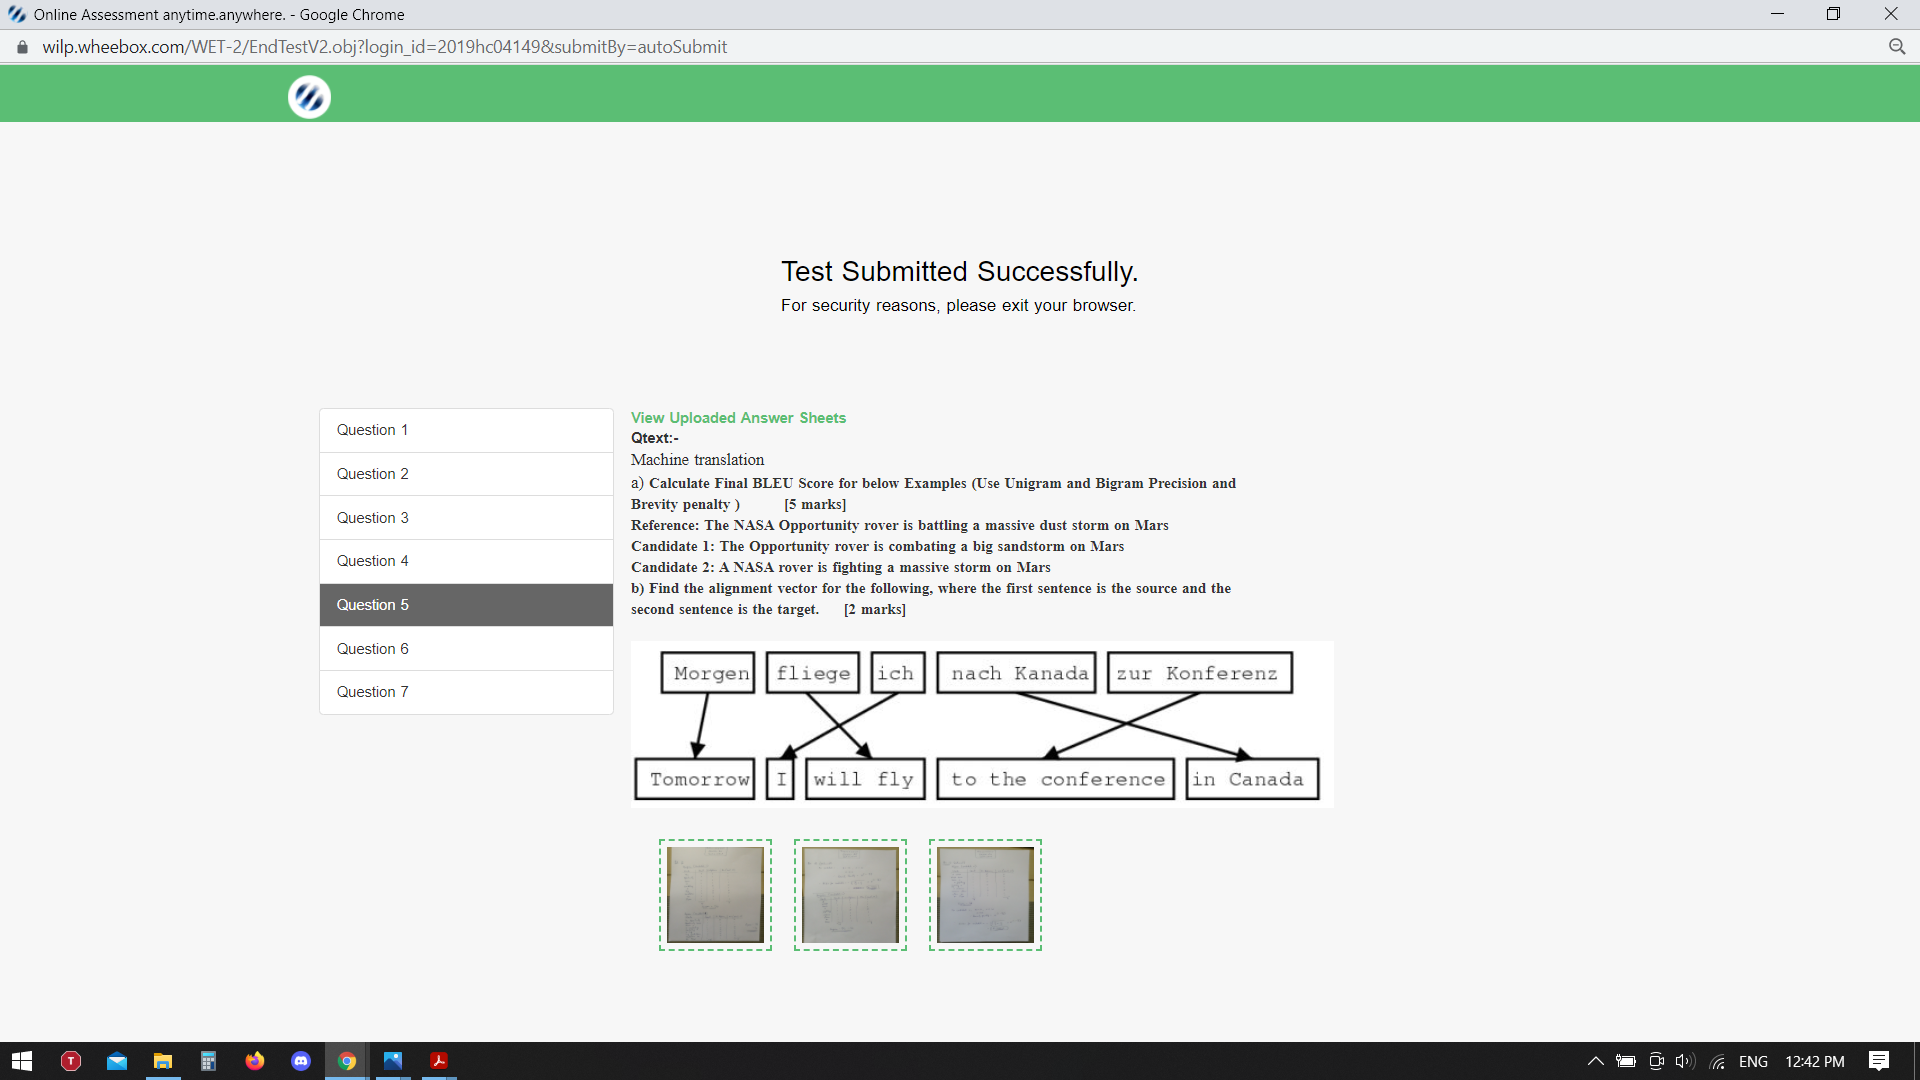 Online Assessment anytime.anywhere. - Google Chrome
wilp.wheebox.com/WET-2/EndTestV2.obj?login_id=2019hc04149&submitBy=autoSubmit
Test Submitted Successfully.
For security reasons, please exit your browser.
Question 1
Question 2
Question 3
Question 4
Question 5
Question 6
Question 7
View Uploaded Answer Sheets
Qtext:-
Machine translation
a) Calculate Final BLEU Score for below Examples (Use Unigram and Bigram Precision and
Brevity penalty ) [5 marks]
Reference: The NASA Opportunity rover is battling a massive dust storm on Mars
Candidate 1: The Opportunity rover is combating a big sandstorm on Mars
Candidate 2: A NASA rover is fighting a massive storm on Mars
b) Find the alignment vector for the following, where the first sentence is the source and the
second sentence is the target. [2 marks]
Morgen fliege ich nach Kanada zur Konferenz
Tomorrow I will fly to the conference in Canada
T
ENG 12:42 PM